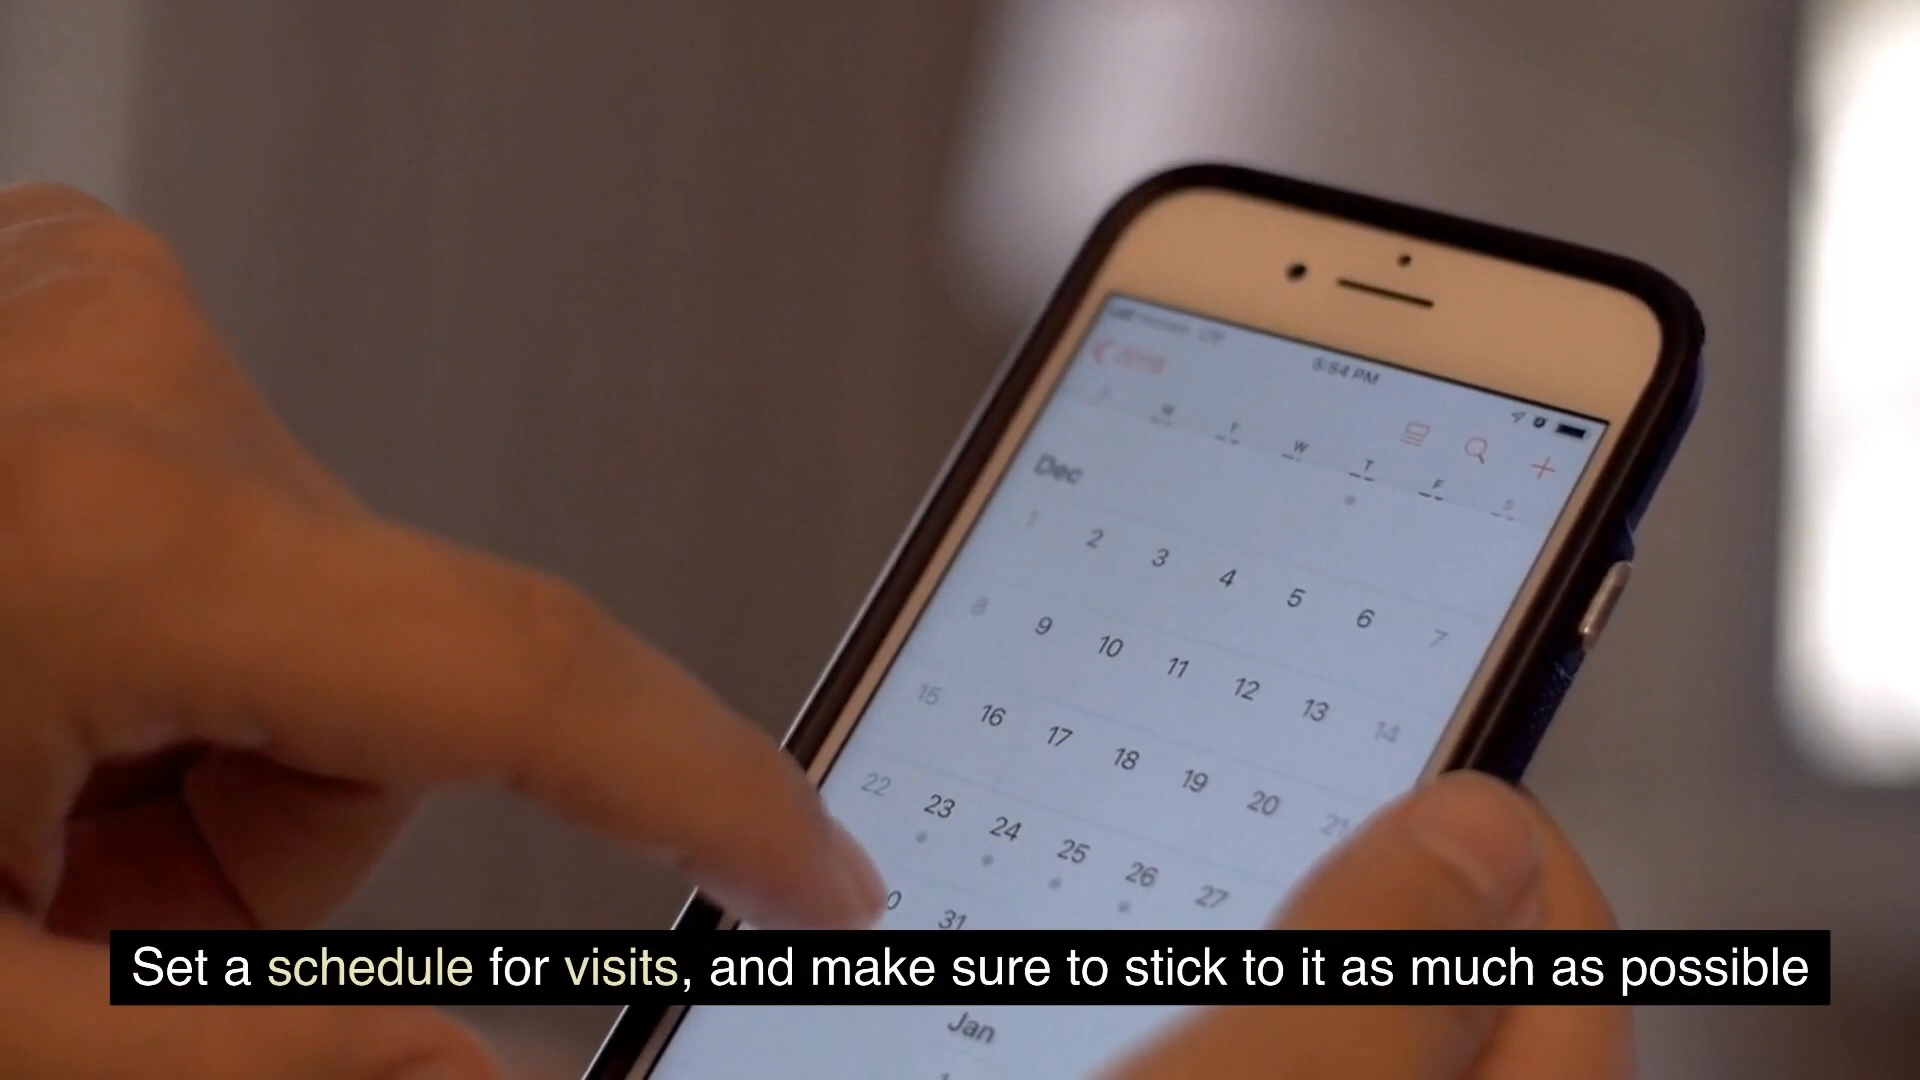 5:54 PM
M T W T F S
Dec
1 2 3 4 5 6 7
8 9 10 11 12 13 14
15 16 17 18 19 20 21
22 23 24 25 26 27
31
Set a schedule for visits, and make sure to stick to it as much as possible
Jan